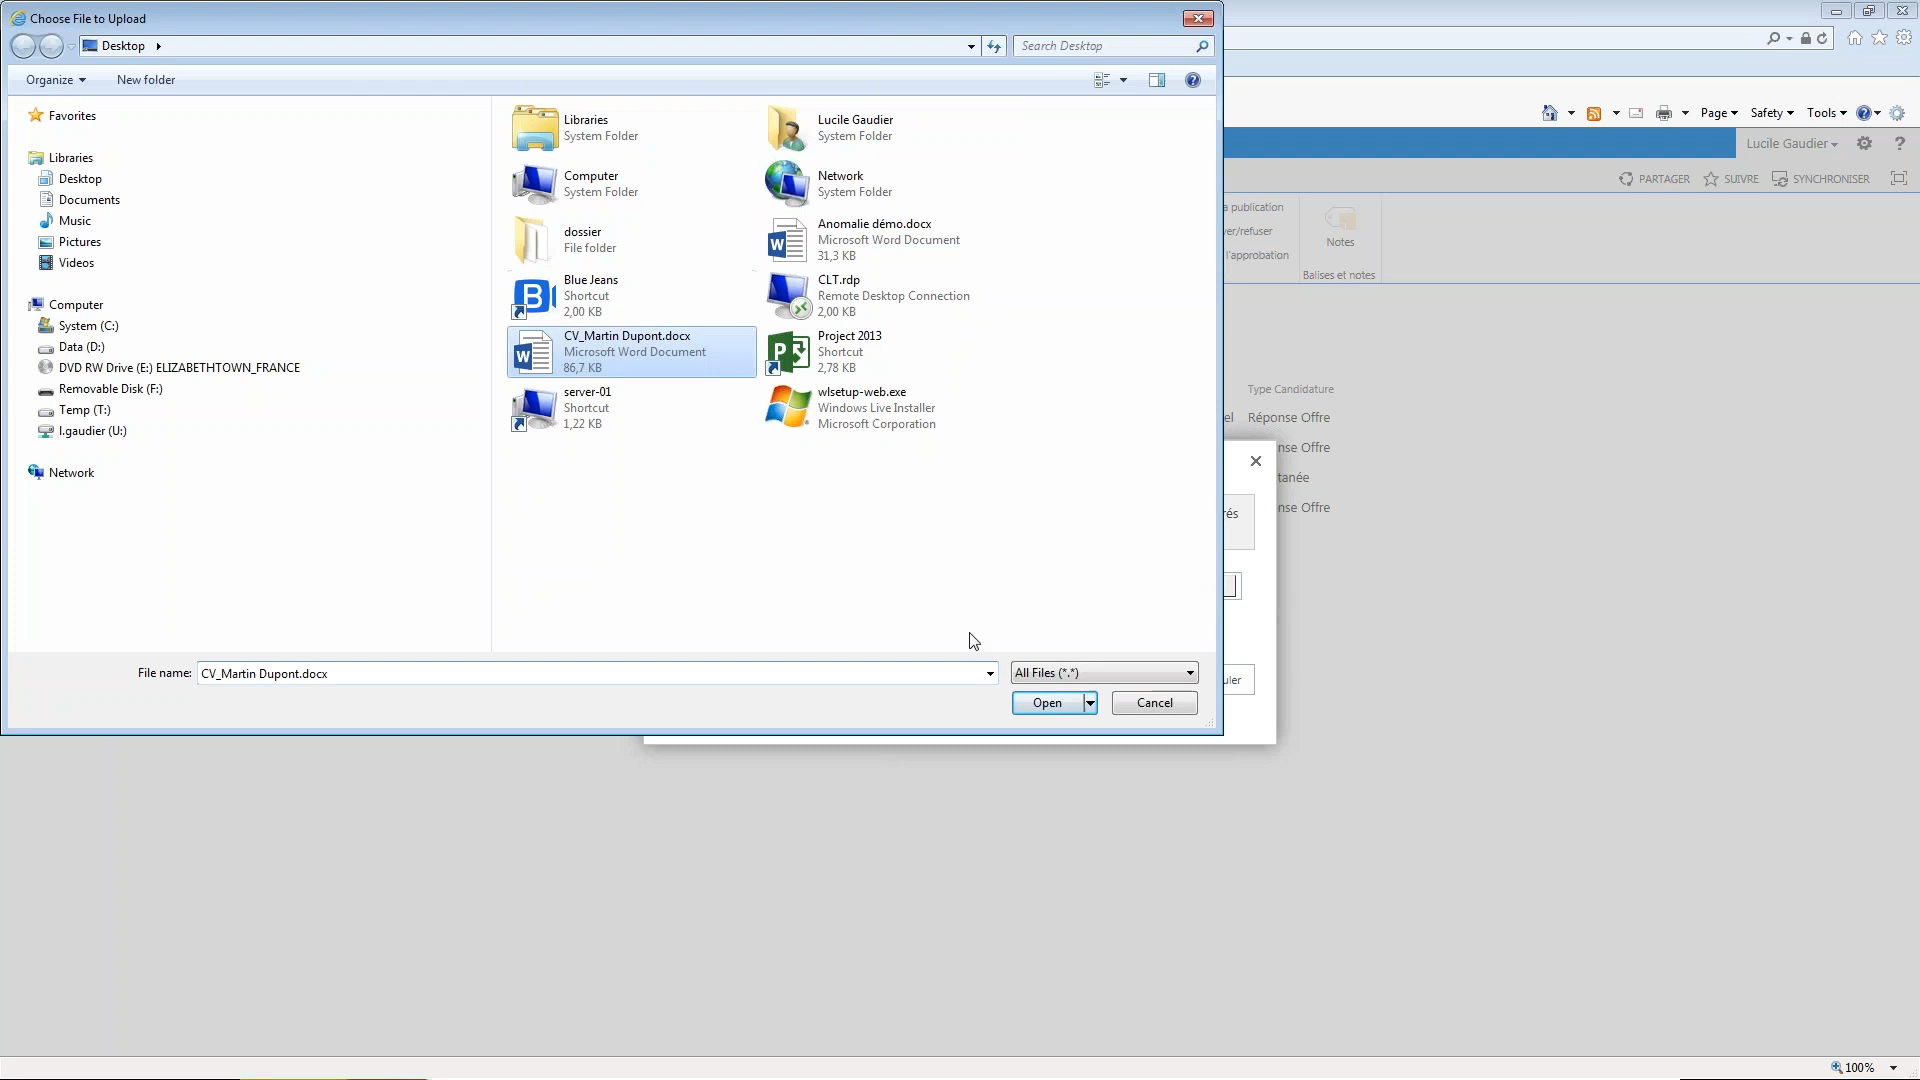 Choose File to Upload
Desktop
Search Desktop
Organize
New folder
Favorites
Libraries
Desktop
Documents
Music
Pictures
Videos
Computer
System (C:)
Data (D:)
DVD RW Drive (E:) ELIZABETHTOWN_FRANCE
Removable Disk (F:)
Temp (T:)
l.gaudier (U:)
Network
Libraries
System Folder
Lucile Gaudier
System Folder
Computer
System Folder
Network
System Folder
dossier
File folder
Anomalie démo.docx
Microsoft Word Document
31,3 KB
Blue Jeans
Shortcut
2,00 KB
CLT.rdp
Remote Desktop Connection
2,00 KB
CV_Martin Dupont.docx
Microsoft Word Document
86,7 KB
Project 2013
Shortcut
2,78 KB
server-01
Shortcut
1,22 KB
wlsetup-web.exe
Windows Live Installer
Microsoft Corporation
File name:
CV_Martin Dupont.docx
All Files (*.*)
Open
Cancel
Page
Safety
Tools
Lucile Gaudier
PARTAGER
SUIVRE
SYNCHRONISER
a publication
er/refuser
l'approbation
Notes
Balises et notes
Type Candidature
el Réponse Offre
nse Offre
tanée
nse Offre
és
uler
100%